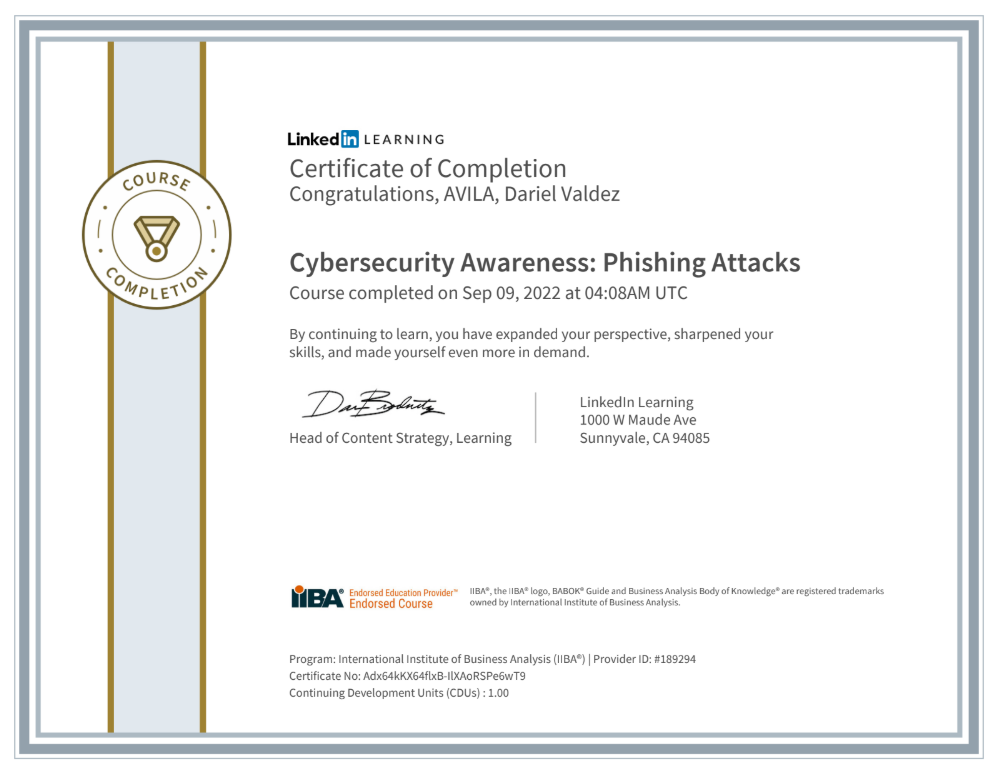 COURSE
COMPLETION
Linked in LEARNING
Certificate of Completion
Congratulations, AVILA, Dariel Valdez
Cybersecurity Awareness: Phishing Attacks
Course completed on Sep 09, 2022 at 04:08AM UTC
By continuing to learn, you have expanded your perspective, sharpened your
skills, and made yourself even more in demand.
Head of Content Strategy, Learning
LinkedIn Learning
1000 W Maude Ave
Sunnyvale, CA 94085
IIBA® Endorsed Education Provider™
Endorsed Course
IIBA®, the IIBA® logo, BABOK® Guide and Business Analysis Body of Knowledge® are registered trademarks
owned by International Institute of Business Analysis.
Program: International Institute of Business Analysis (IIBA®) | Provider ID: #189294
Certificate No: Adx64kKX64flxB-IlXAoRSPe6wT9
Continuing Development Units (CDUs) : 1.00